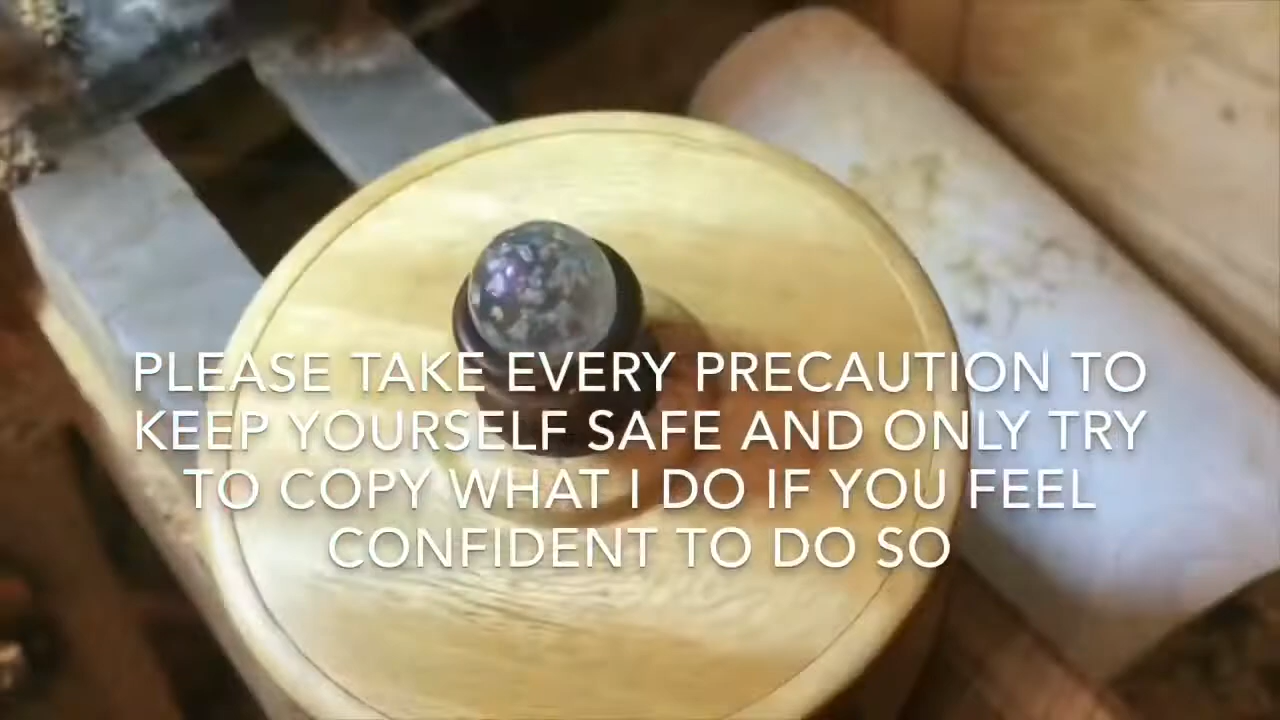 PLEASE TAKE EVERY PRECAUTION TO
KEEP YOURSELF SAFE AND ONLY TRY
TO COPY WHAT I DO IF YOU FEEL
CONFIDENT TO DO SO